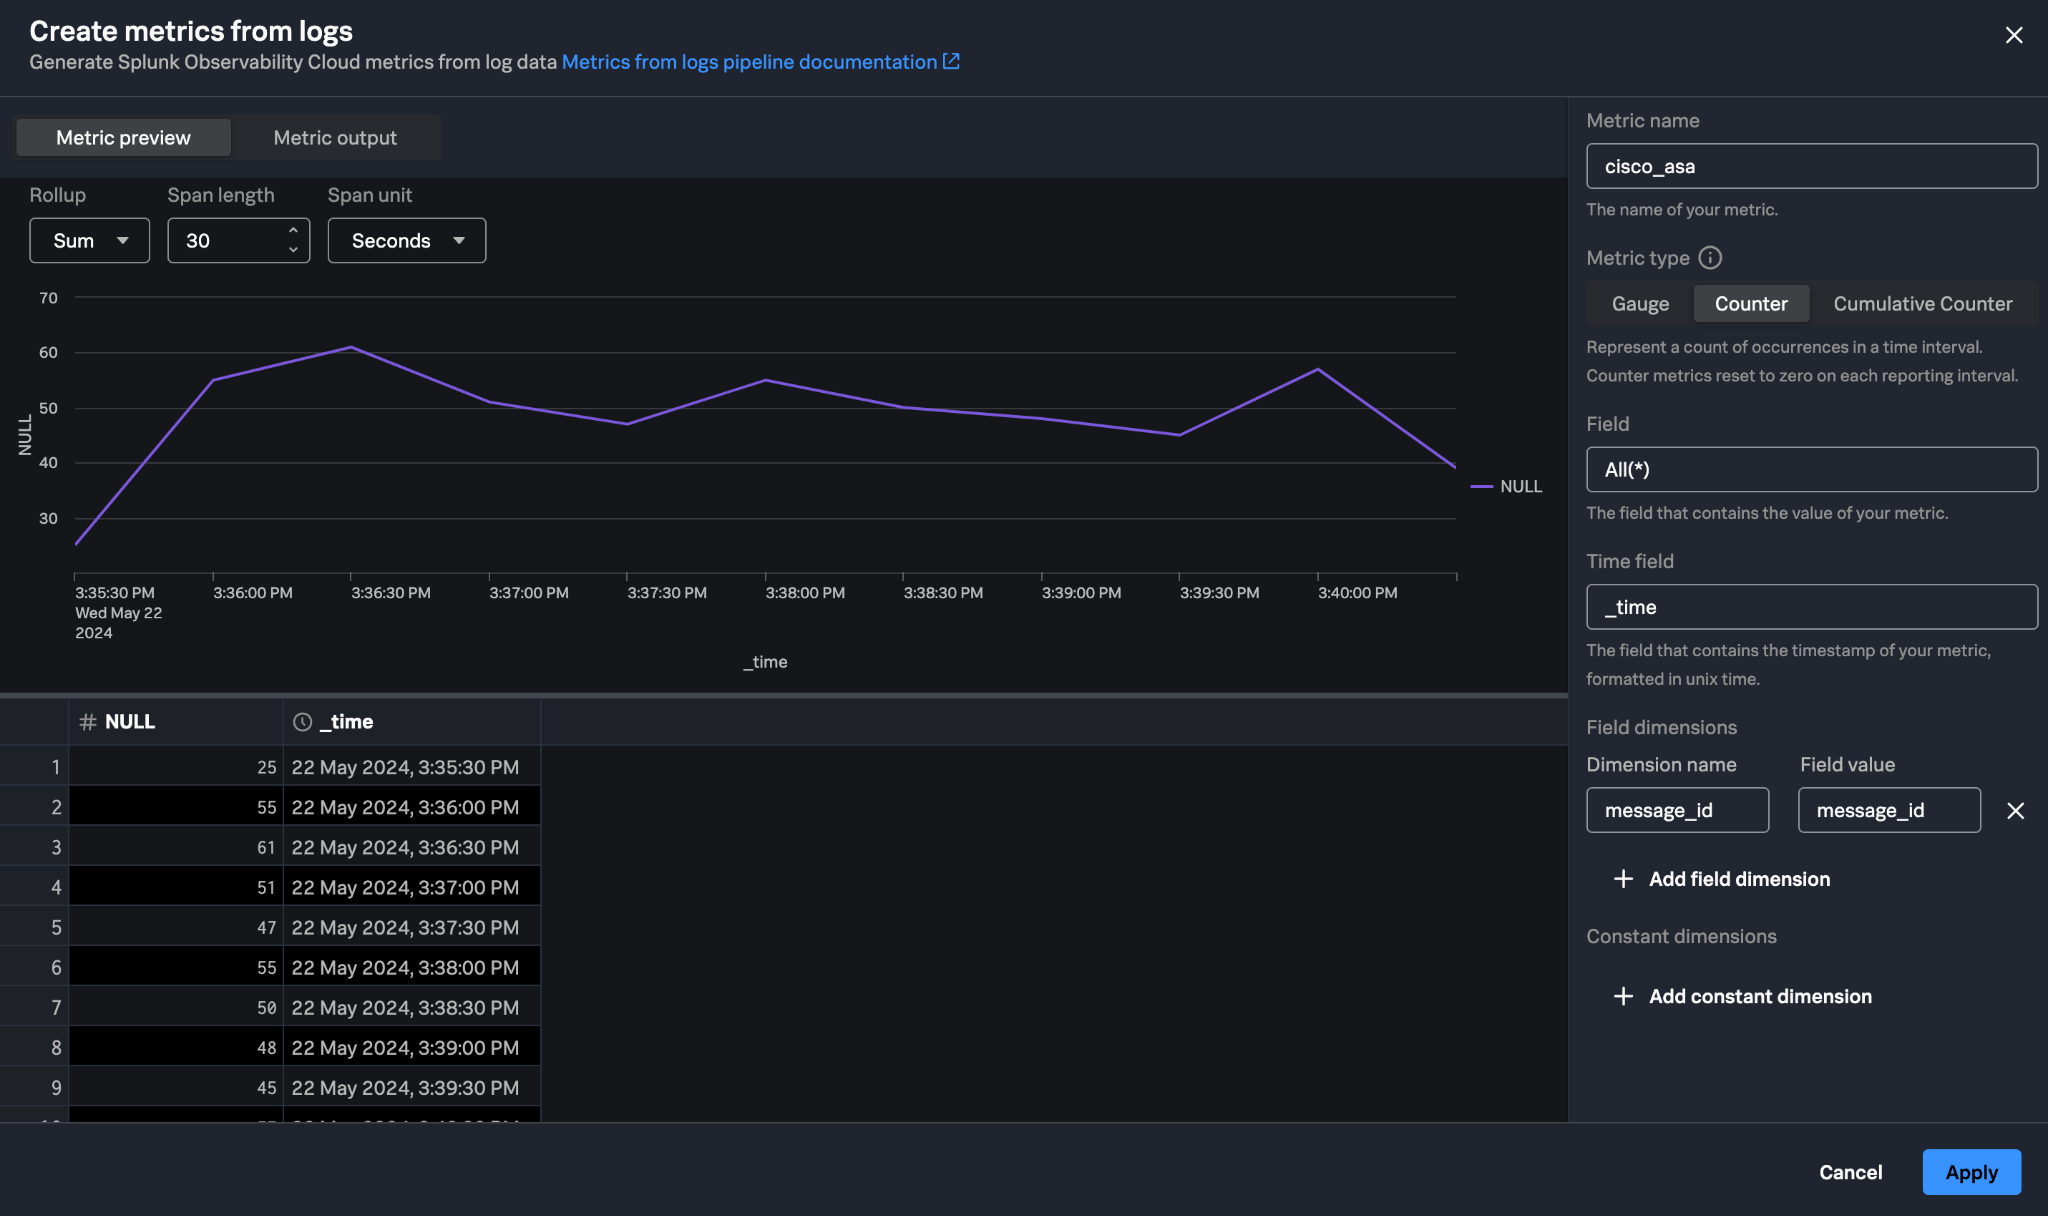 Create metrics from logs
Generate Splunk Observability Cloud metrics from log data Metrics from logs pipeline documentation
Metric preview
Metric output
Rollup
Span length
Span unit
Sum
30
Seconds
70
60
50
40
30
NULL
NULL
3:35:30 PM
Wed May 22
2024
3:36:00 PM
3:36:30 PM
3:37:00 PM
3:37:30 PM
3:38:00 PM
3:38:30 PM
3:39:00 PM
3:39:30 PM
3:40:00 PM
_time
# NULL
_time
1 25 22 May 2024, 3:35:30 PM
2 55 22 May 2024, 3:36:00 PM
3 61 22 May 2024, 3:36:30 PM
4 51 22 May 2024, 3:37:00 PM
5 47 22 May 2024, 3:37:30 PM
6 55 22 May 2024, 3:38:00 PM
7 50 22 May 2024, 3:38:30 PM
8 48 22 May 2024, 3:39:00 PM
9 45 22 May 2024, 3:39:30 PM
Metric name
cisco_asa
The name of your metric.
Metric type
Gauge
Counter
Cumulative Counter
Represent a count of occurrences in a time interval.
Counter metrics reset to zero on each reporting interval.
Field
All(*)
The field that contains the value of your metric.
Time field
_time
The field that contains the timestamp of your metric,
formatted in unix time.
Field dimensions
Dimension name
Field value
message_id
message_id
Add field dimension
Constant dimensions
Add constant dimension
Cancel
Apply